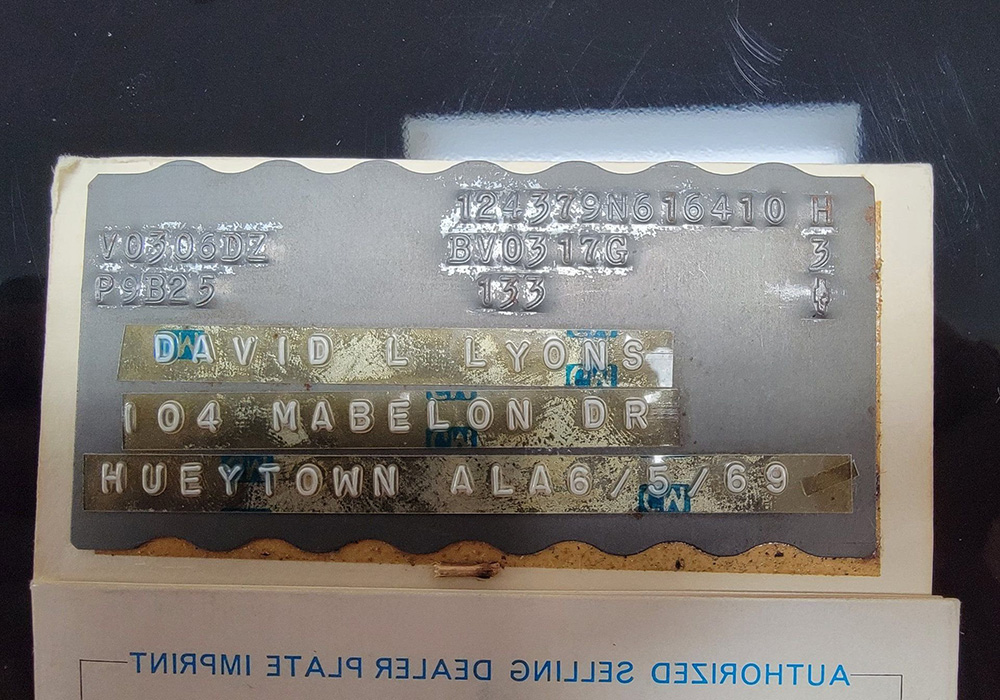 124379N616410 H
V0306DZ BV0317G 3
P9B25 133
DAVID L LYONS
104 MABELON DR
HUEYTOWN ALA6/5/69
AUTHORIZED SELLING DEALER PLATE IMPRINT